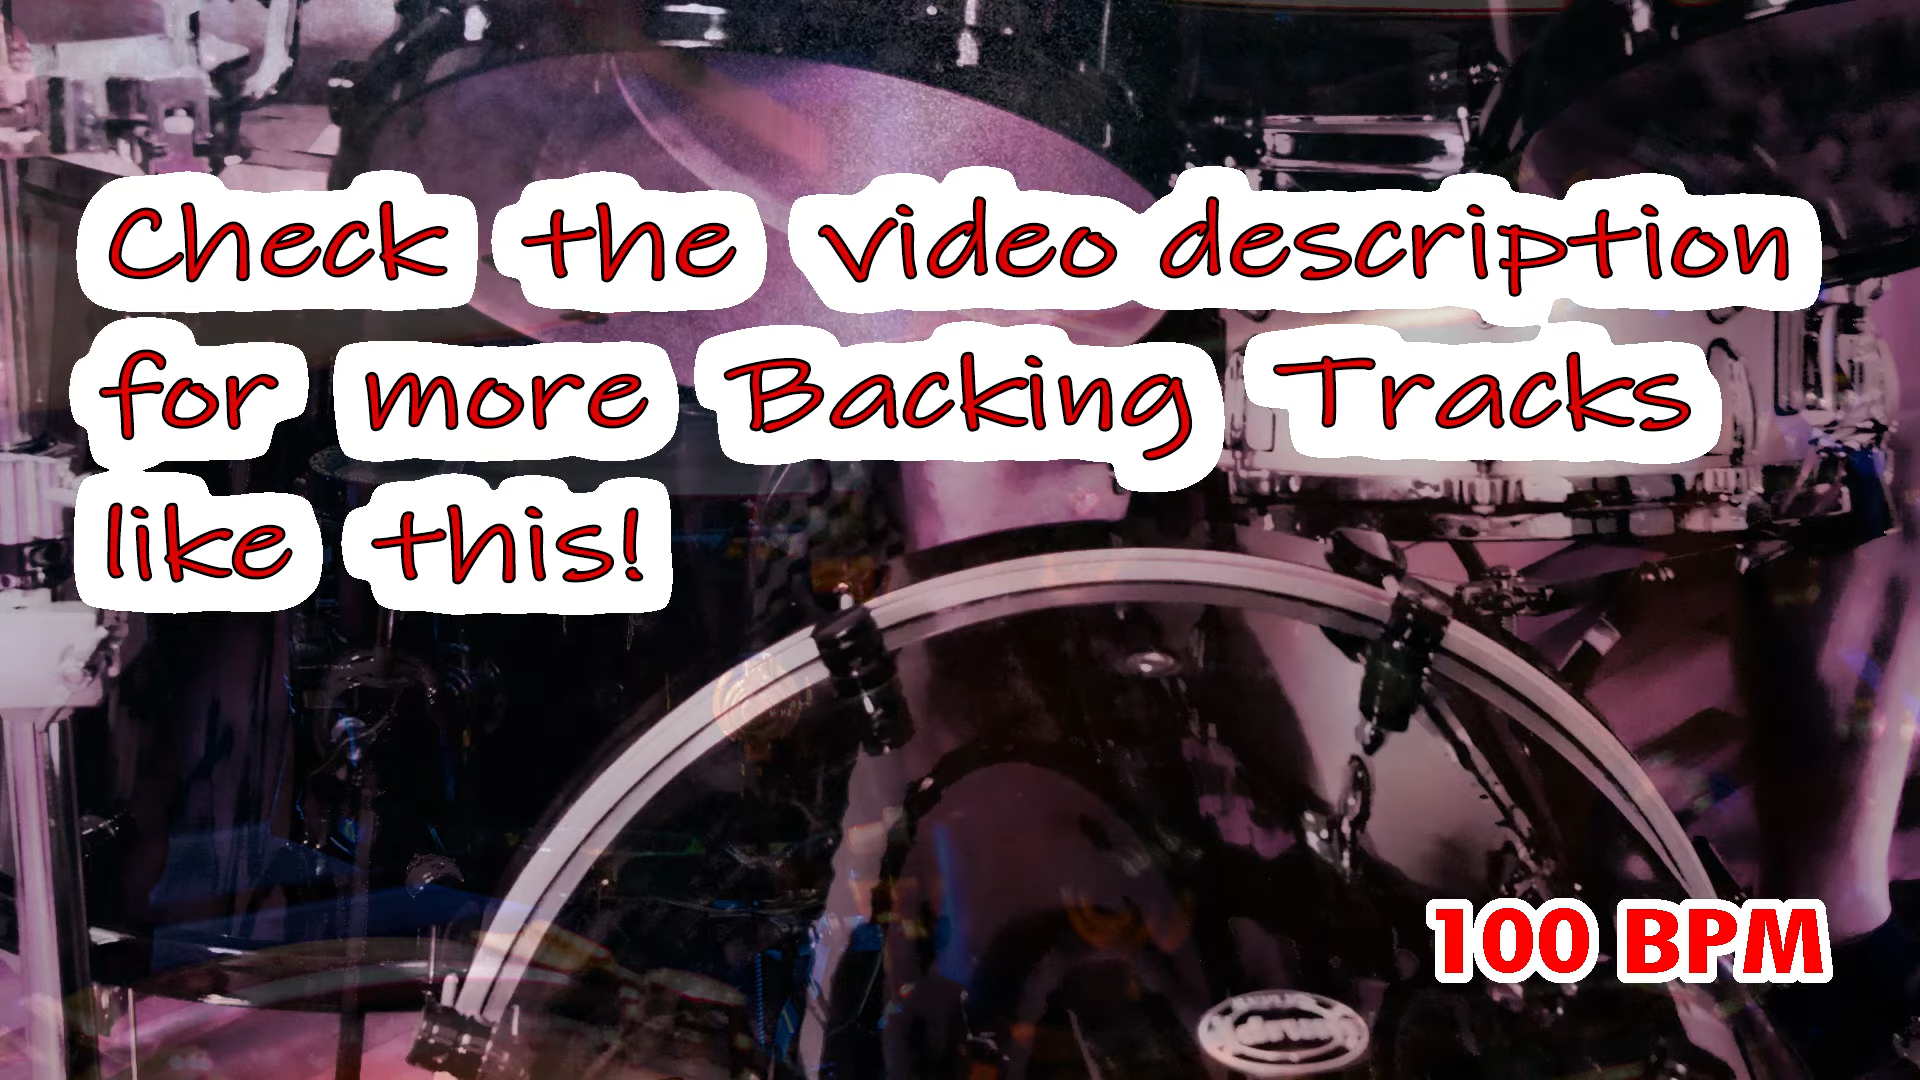 Check the video description
for more Backing Tracks
like this!
100 BPM